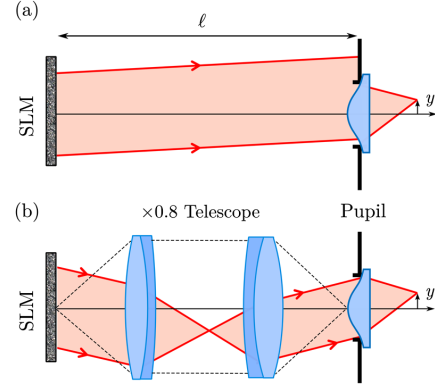 (a)
ℓ
SLM
y
(b)
×0.8 Telescope
Pupil
SLM
y